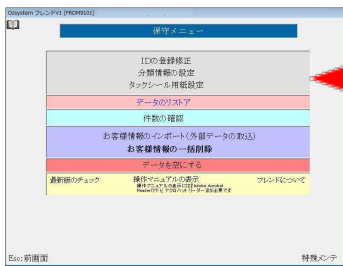 Ozsystem フレンドV1 (FRDM9101)
保守メニュー
IDの登録修正
分類情報の設定
タックシール用紙設定
データのリストア
件数の確認
お客様情報のインポート(外部データの取込)
お客様情報の一括削除
データを空にする
最新版のチェック
操作マニュアルの表示
フレンドについて
Esc:前画面
特殊メンテ